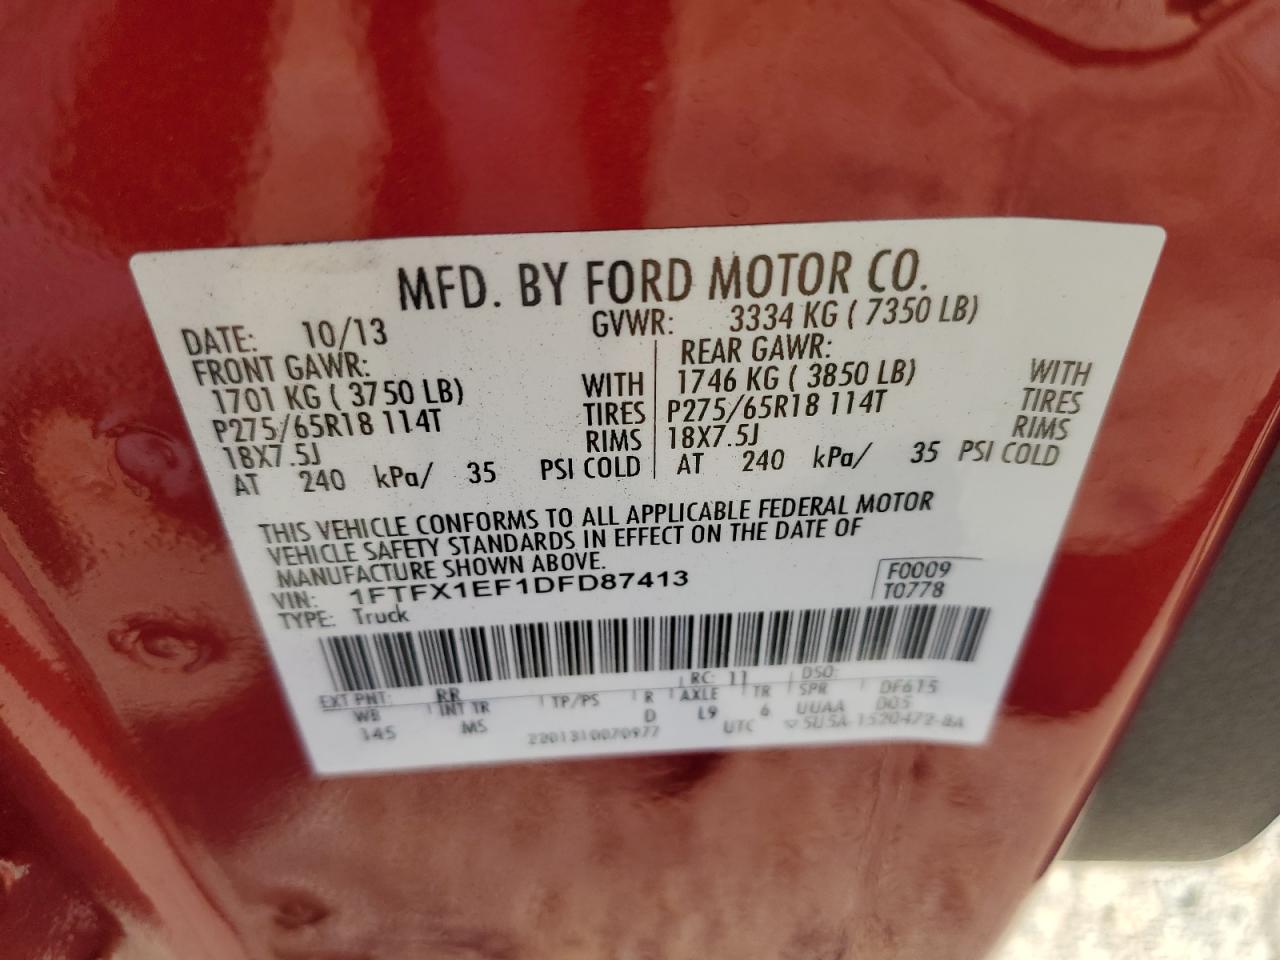 MFD. BY FORD MOTOR CO.
DATE: 10/13 GVWR: 3334 KG ( 7350 LB)
FRONT GAWR: REAR GAWR:
1701 KG ( 3750 LB) WITH 1746 KG ( 3850 LB) WITH
P275/65R18 114T TIRES P275/65R18 114T TIRES
18X7.5J RIMS 18X7.5J RIMS
AT 240 kPa/ 35 PSI COLD AT 240 kPa/ 35 PSI COLD
THIS VEHICLE CONFORMS TO ALL APPLICABLE FEDERAL MOTOR
VEHICLE SAFETY STANDARDS IN EFFECT ON THE DATE OF
MANUFACTURE SHOWN ABOVE.
VIN: 1FTFX1EF1DFD87413 F0009
TYPE: Truck T0778
RC: 11 DSO:
EXT PNT: RR
WB INT TR TP/PS R AXLE TR SPR DF615
145 MS D L9 6 UUAA D05
2201310070977 UTC ▽ 5U5A-1520472-BA